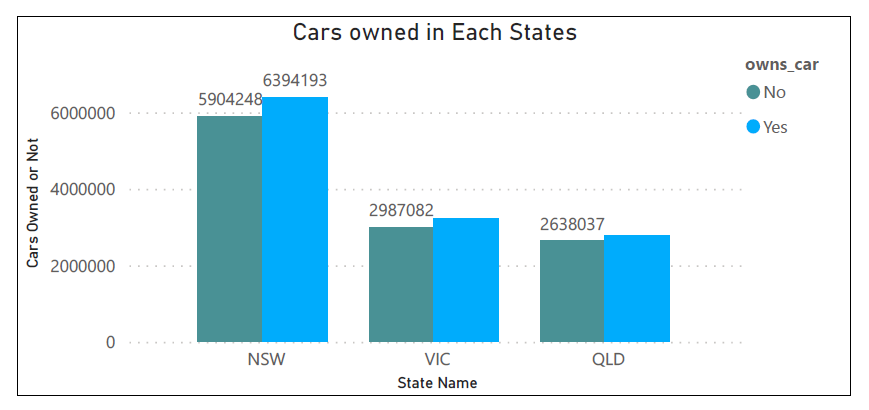 Cars owned in Each States
owns_car
No
Yes
6394193
5904248
2987082
2638037
6000000
4000000
2000000
0
Cars Owned or Not
NSW
VIC
QLD
State Name